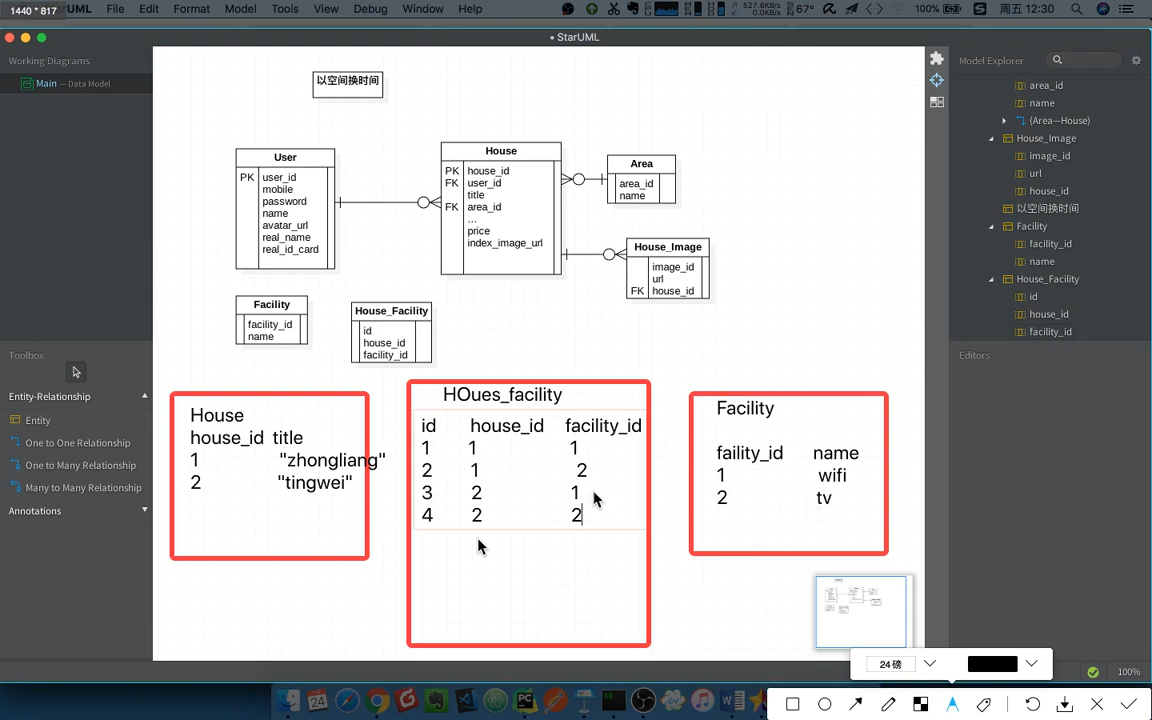 1440 * 817
UML File Edit Format Model Tools View Debug Window Help
527.6KB/s
0.0KB/s
67°
100%
周五 12:30
• StarUML
Working Diagrams
Main — Data Model
Toolbox
Entity-Relationship
Entity
One to One Relationship
One to Many Relationship
Many to Many Relationship
Annotations
以空间换时间
User
PK user_id
mobile
password
name
avatar_url
real_name
real_id_card
House
PK house_id
FK user_id
title
FK area_id
...
price
index_image_url
Area
area_id
name
House_Image
image_id
url
FK house_id
Facility
facility_id
name
House_Facility
id
house_id
facility_id
House
house_id title
1 "zhongliang"
2 "tingwei"
HOues_facility
id house_id facility_id
1 1 1
2 1 2
3 2 1
4 2 2
Facility
faility_id name
1 wifi
2 tv
Model Explorer
area_id
name
(Area—House)
House_Image
image_id
url
house_id
以空间换时间
Facility
facility_id
name
House_Facility
id
house_id
facility_id
Editors
24 磅
100%